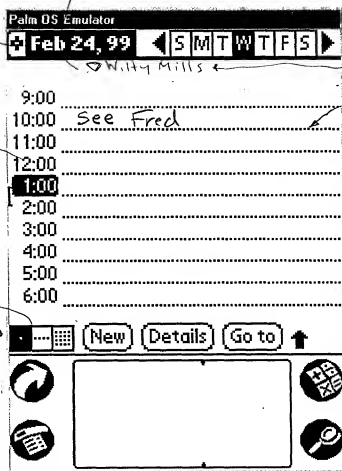 Palm OS Emulator
Feb 24, 99 S M T W T F S
Wilty Mills
9:00
10:00 See Fred
11:00
12:00
1:00
2:00
3:00
4:00
5:00
6:00
New Details Go to